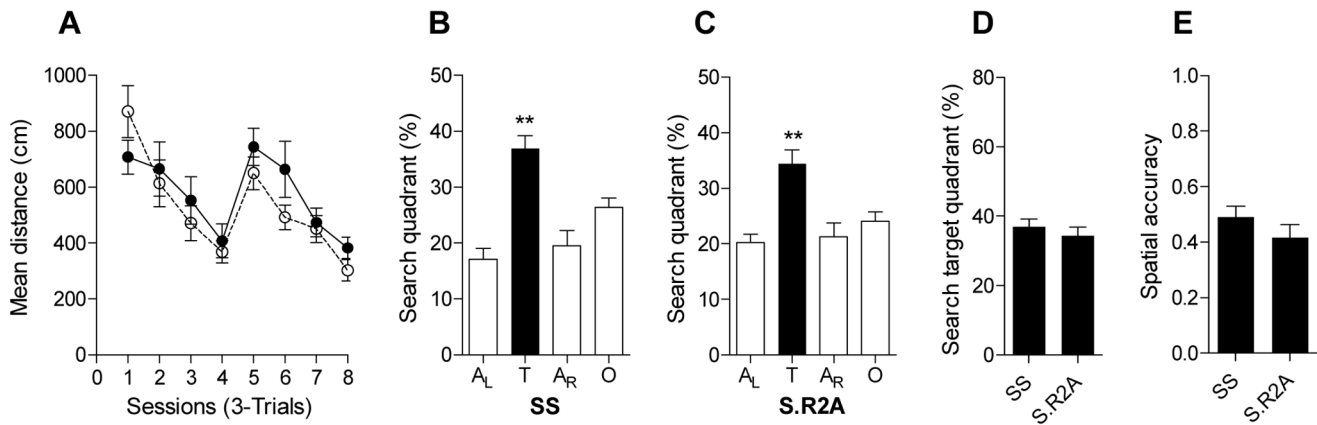 A
Mean distance (cm)
1000
800
600
400
200
0
0 1 2 3 4 5 6 7 8
Sessions (3-Trials)
B
Search quadrant (%)
50
40
30
20
10
0
**
AL T AR O
SS
C
Search quadrant (%)
50
40
30
20
10
0
**
AL T AR O
S.R2A
D
Search target quadrant (%)
80
60
40
20
0
SS
S.R2A
E
Spatial accuracy
1.0
0.8
0.6
0.4
0.2
0.0
SS
S.R2A